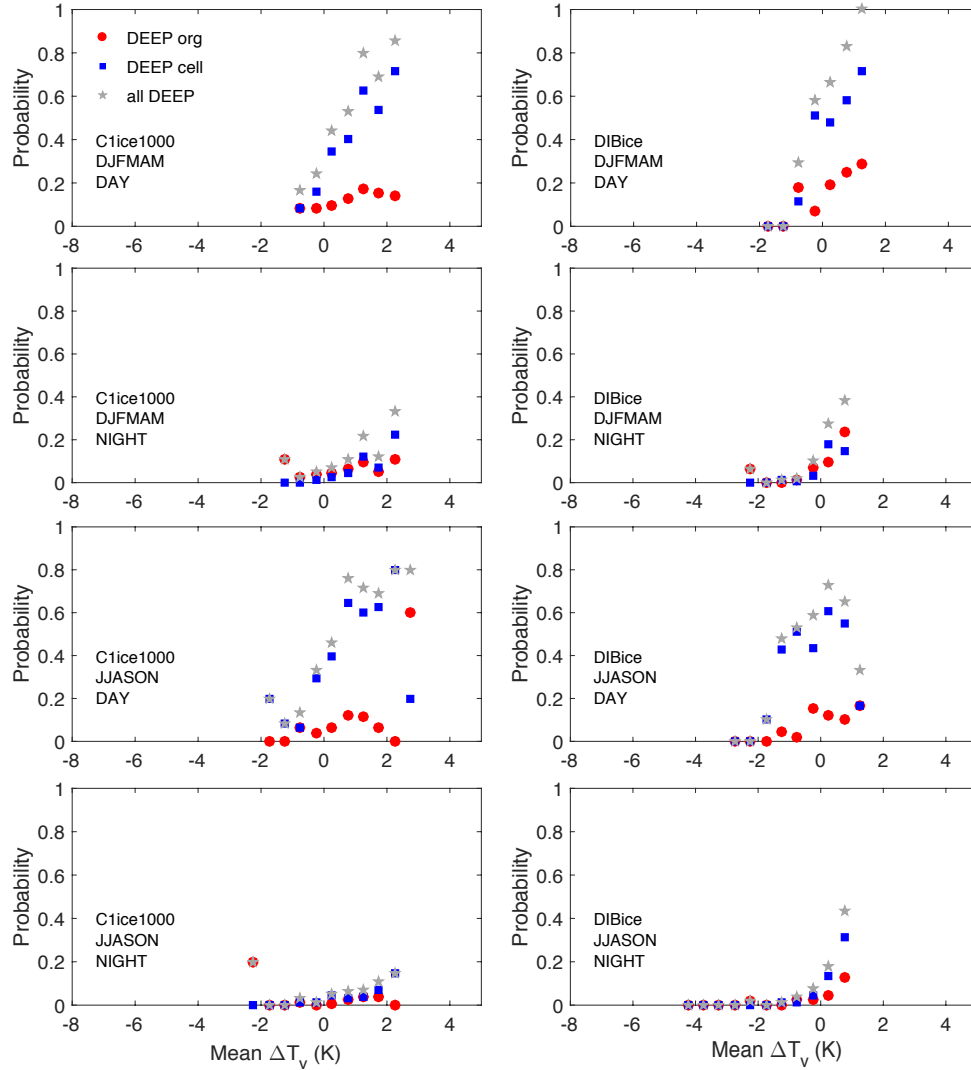 1
0.8
0.6
0.4
0.2
0
Probability
DEEP org
DEEP cell
all DEEP
C1ice1000
DJFMAM
DAY
-8 -6 -4 -2 0 2 4
1
0.8
0.6
0.4
0.2
0
Probability
DIBice
DJFMAM
DAY
-8 -6 -4 -2 0 2 4
1
0.8
0.6
0.4
0.2
0
Probability
C1ice1000
DJFMAM
NIGHT
-8 -6 -4 -2 0 2 4
1
0.8
0.6
0.4
0.2
0
Probability
DIBice
DJFMAM
NIGHT
-8 -6 -4 -2 0 2 4
1
0.8
0.6
0.4
0.2
0
Probability
C1ice1000
JJASON
DAY
-8 -6 -4 -2 0 2 4
1
0.8
0.6
0.4
0.2
0
Probability
DIBice
JJASON
DAY
-8 -6 -4 -2 0 2 4
1
0.8
0.6
0.4
0.2
0
Probability
C1ice1000
JJASON
NIGHT
-8 -6 -4 -2 0 2 4
Mean ΔT_v (K)
1
0.8
0.6
0.4
0.2
0
Probability
DIBice
JJASON
NIGHT
-8 -6 -4 -2 0 2 4
Mean ΔT_v (K)